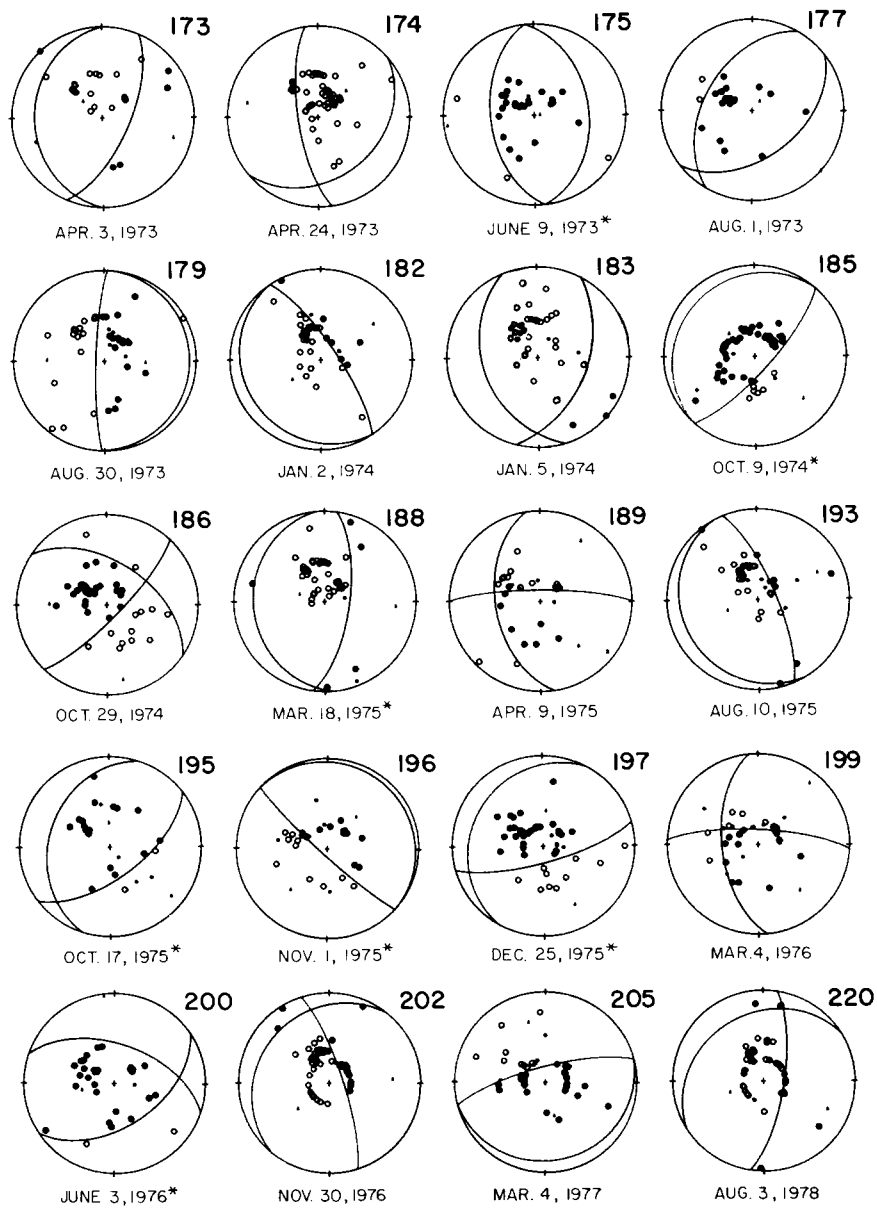 173 174 175 177
APR. 3, 1973 APR. 24, 1973 JUNE 9, 1973* AUG. 1, 1973
179 182 183 185
AUG. 30, 1973 JAN. 2, 1974 JAN. 5, 1974 OCT. 9, 1974*
186 188 189 193
OCT. 29, 1974 MAR. 18, 1975* APR. 9, 1975 AUG. 10, 1975
195 196 197 199
OCT. 17, 1975* NOV. 1, 1975* DEC. 25, 1975* MAR. 4, 1976
200 202 205 220
JUNE 3, 1976* NOV. 30, 1976 MAR. 4, 1977 AUG. 3, 1978